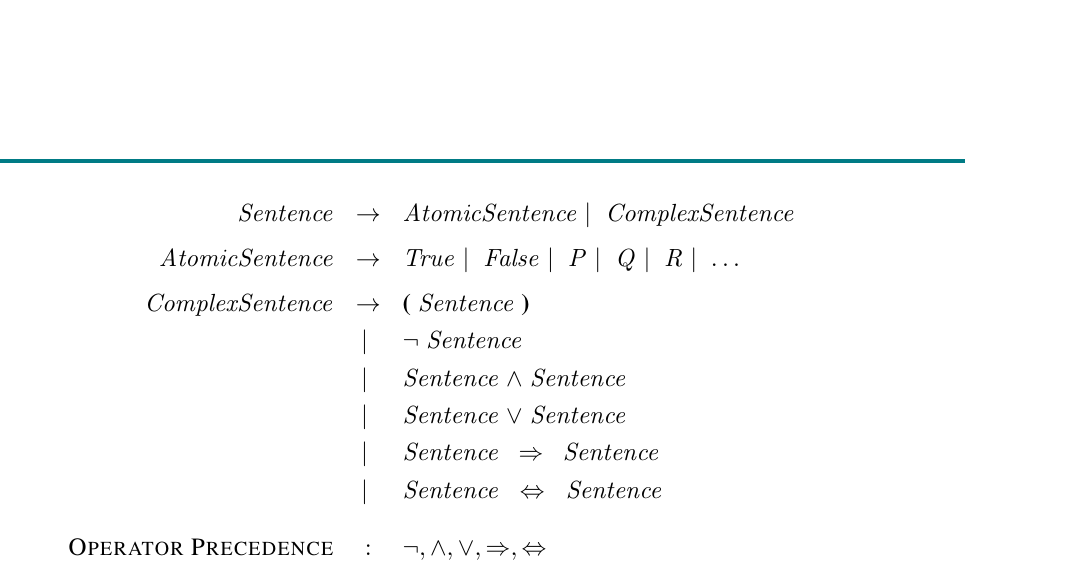 Sentence → AtomicSentence | ComplexSentence
AtomicSentence → True | False | P | Q | R | ...
ComplexSentence → ( Sentence )
| ¬ Sentence
| Sentence ∧ Sentence
| Sentence ∨ Sentence
| Sentence ⇒ Sentence
| Sentence ⇔ Sentence
OPERATOR PRECEDENCE : ¬, ∧, ∨, ⇒, ⇔